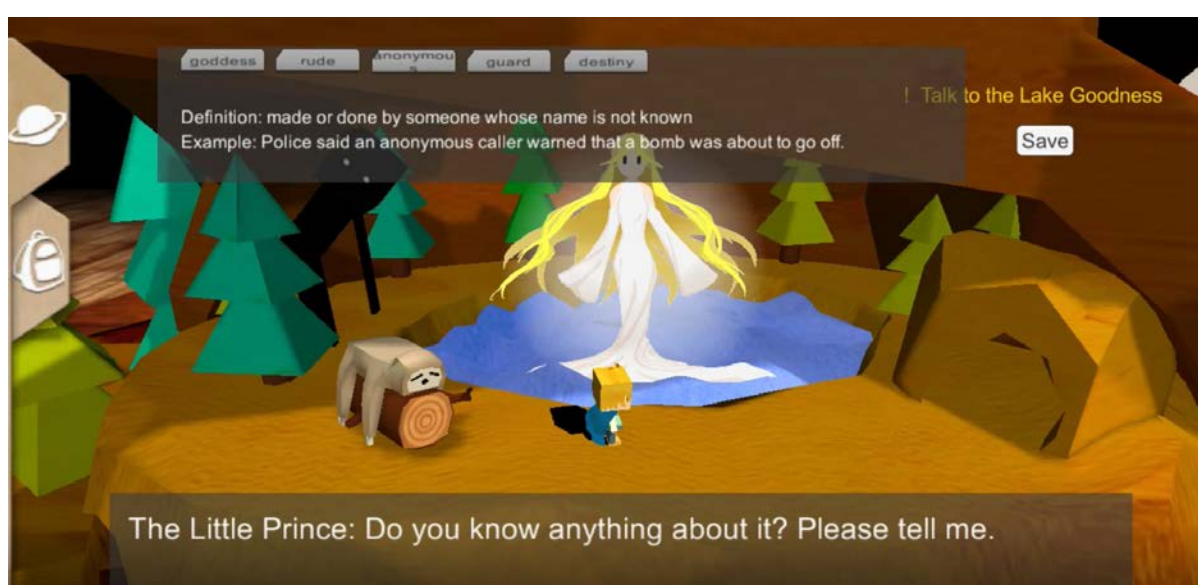 goddess rude anonymous guard destiny
Definition: made or done by someone whose name is not known
Example: Police said an anonymous caller warned that a bomb was about to go off.
! Talk to the Lake Goodness
Save
The Little Prince: Do you know anything about it? Please tell me.